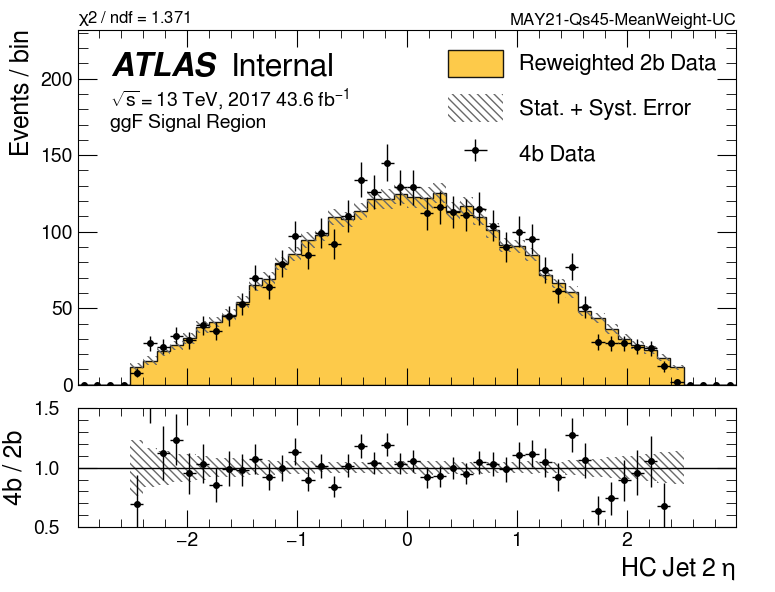 χ2 / ndf = 1.371
MAY21-Qs45-MeanWeight-UC
Events / bin
200
150
100
50
0
ATLAS Internal
√s = 13 TeV, 2017 43.6 fb−1
ggF Signal Region
Reweighted 2b Data
Stat. + Syst. Error
4b Data
4b / 2b
1.5
1.0
0.5
−2 −1 0 1 2
HC Jet 2 η